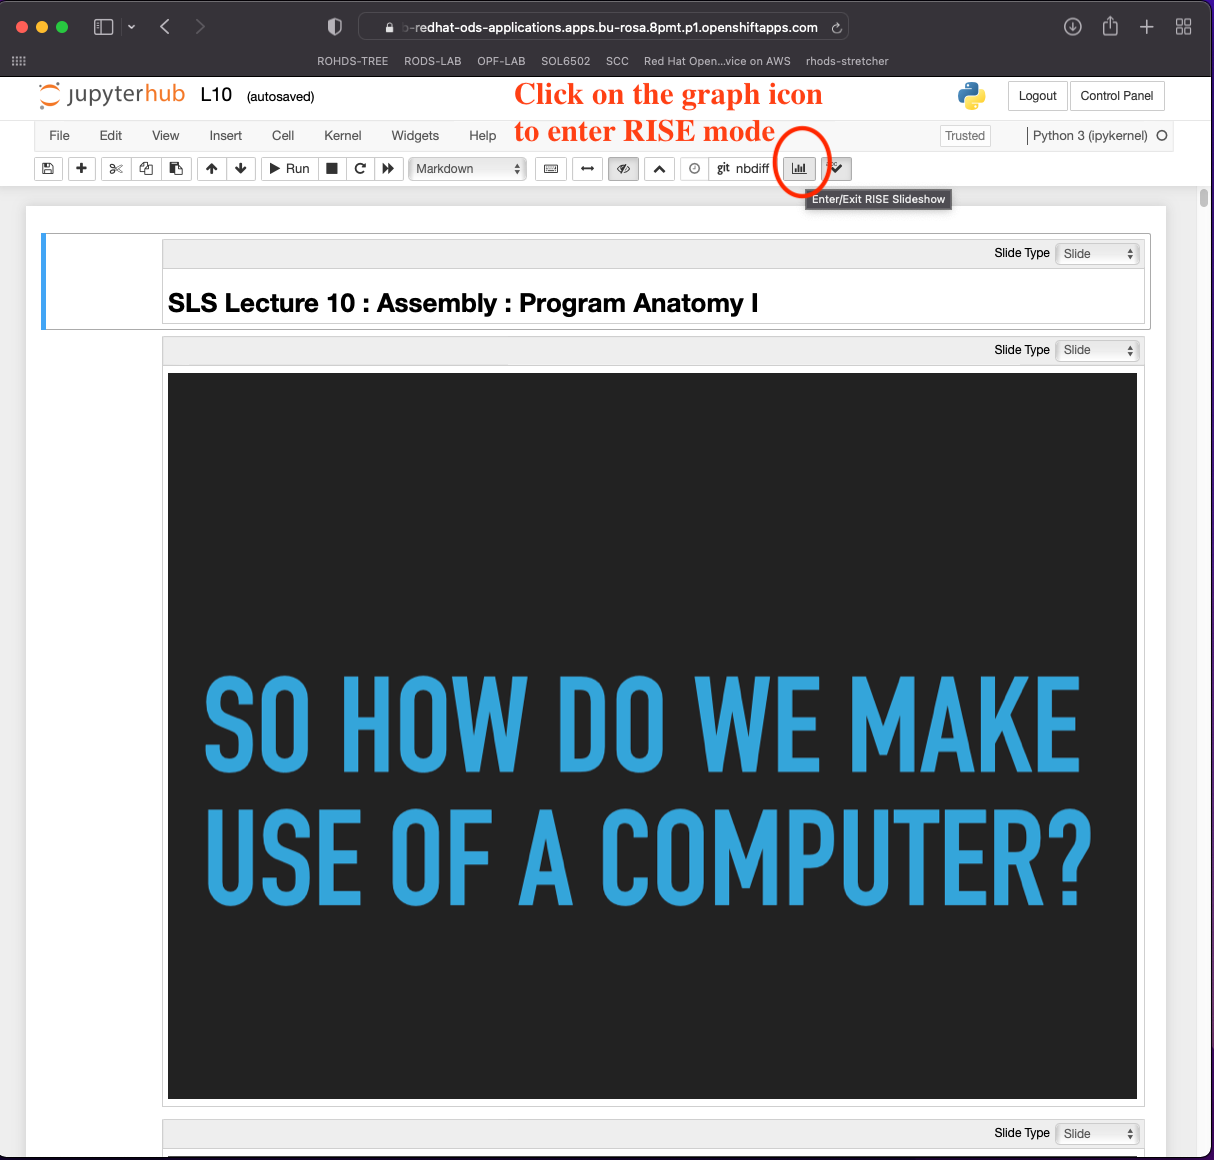 -redhat-ods-applications.apps.bu-rosa.8pmt.p1.openshiftapps.com
ROHDS-TREE RODS-LAB OPF-LAB SOL6502 SCC Red Hat Open...vice on AWS rhods-stretcher
jupyterhub L10 (autosaved) Logout Control Panel
Click on the graph icon
to enter RISE mode
File Edit View Insert Cell Kernel Widgets Help Trusted Python 3 (ipykernel)
Run Markdown git nbdiff
Enter/Exit RISE Slideshow
Slide Type Slide
SLS Lecture 10 : Assembly : Program Anatomy I
Slide Type Slide
SO HOW DO WE MAKE
USE OF A COMPUTER?
Slide Type Slide